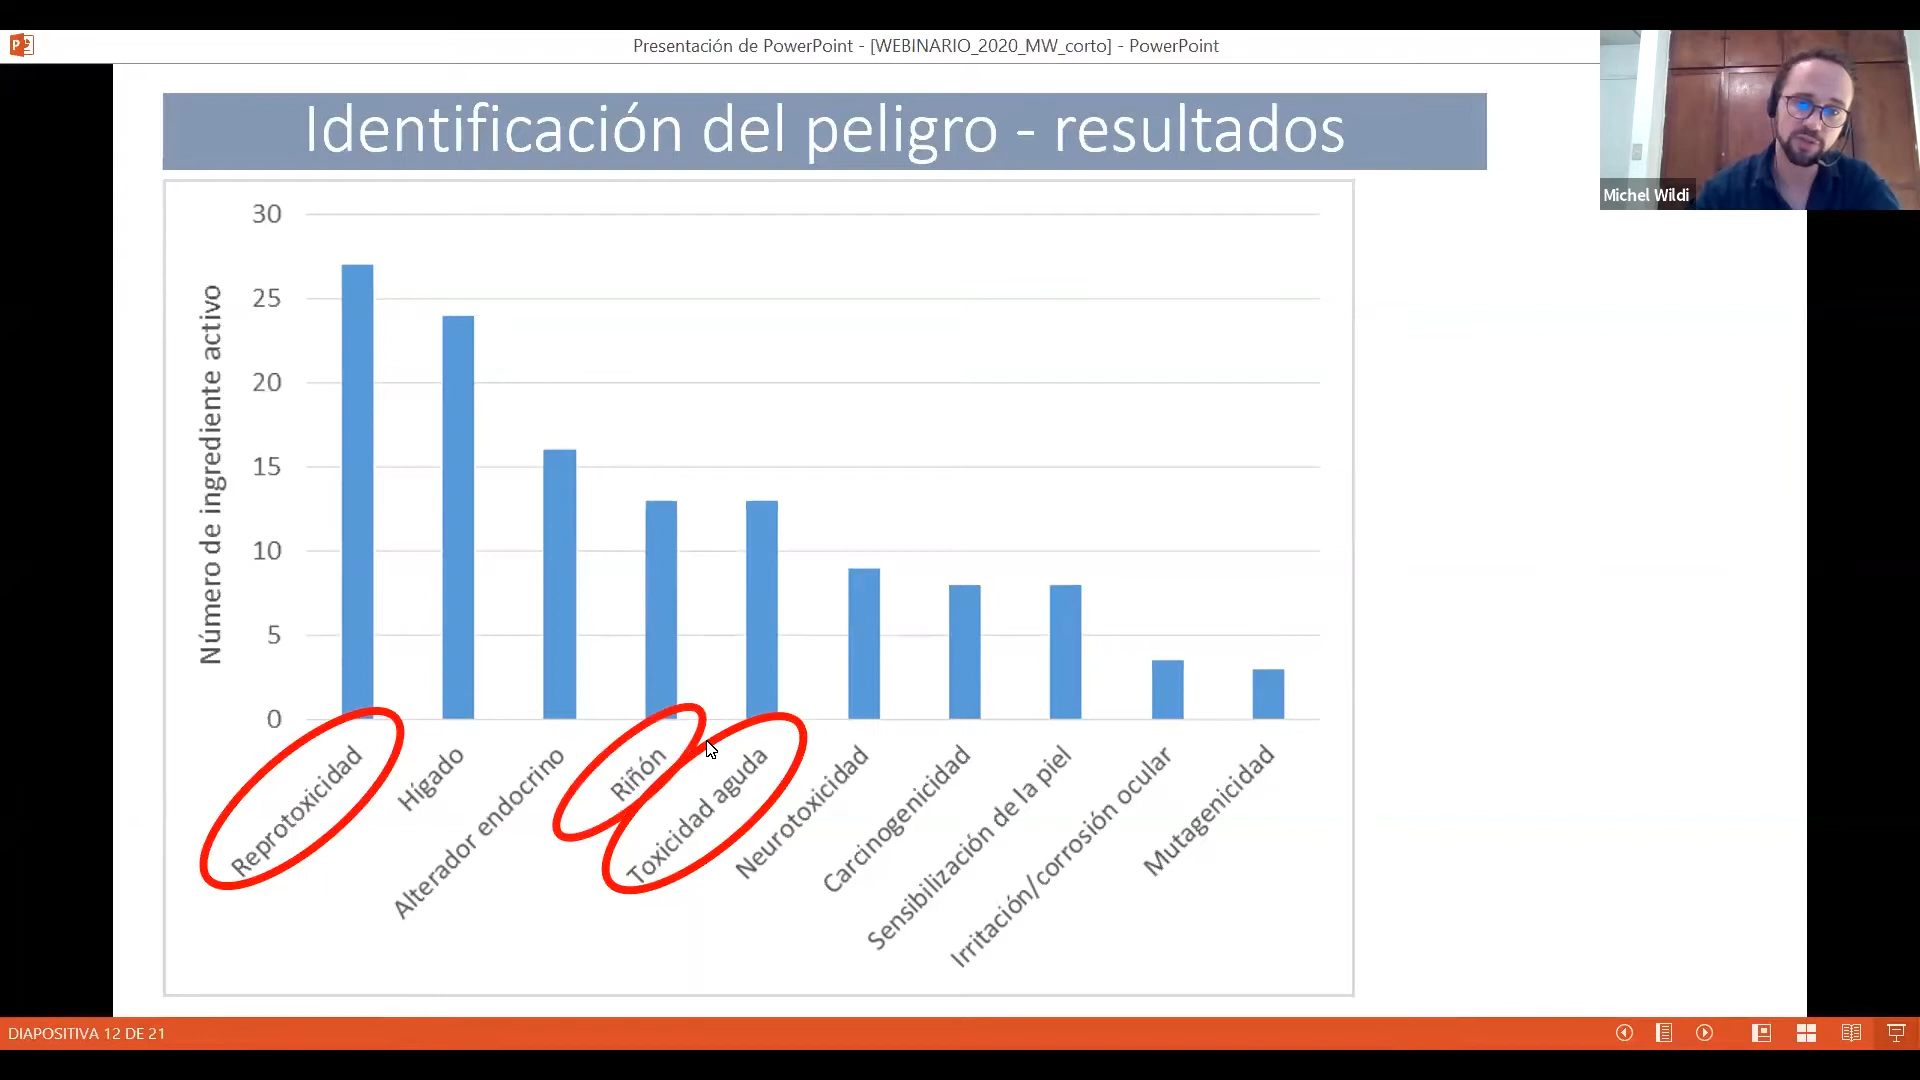 Presentación de PowerPoint - [WEBINARIO_2020_MW_corto] - PowerPoint
Michel Wildi
Identificación del peligro - resultados
Número de ingrediente activo
30
25
20
15
10
5
0
Reprotoxicidad
Hígado
Alterador endocrino
Riñón
Toxicidad aguda
Neurotoxicidad
Carcinogenicidad
Sensibilización de la piel
Irritación/corrosión ocular
Mutagenicidad
DIAPOSITIVA 12 DE 21